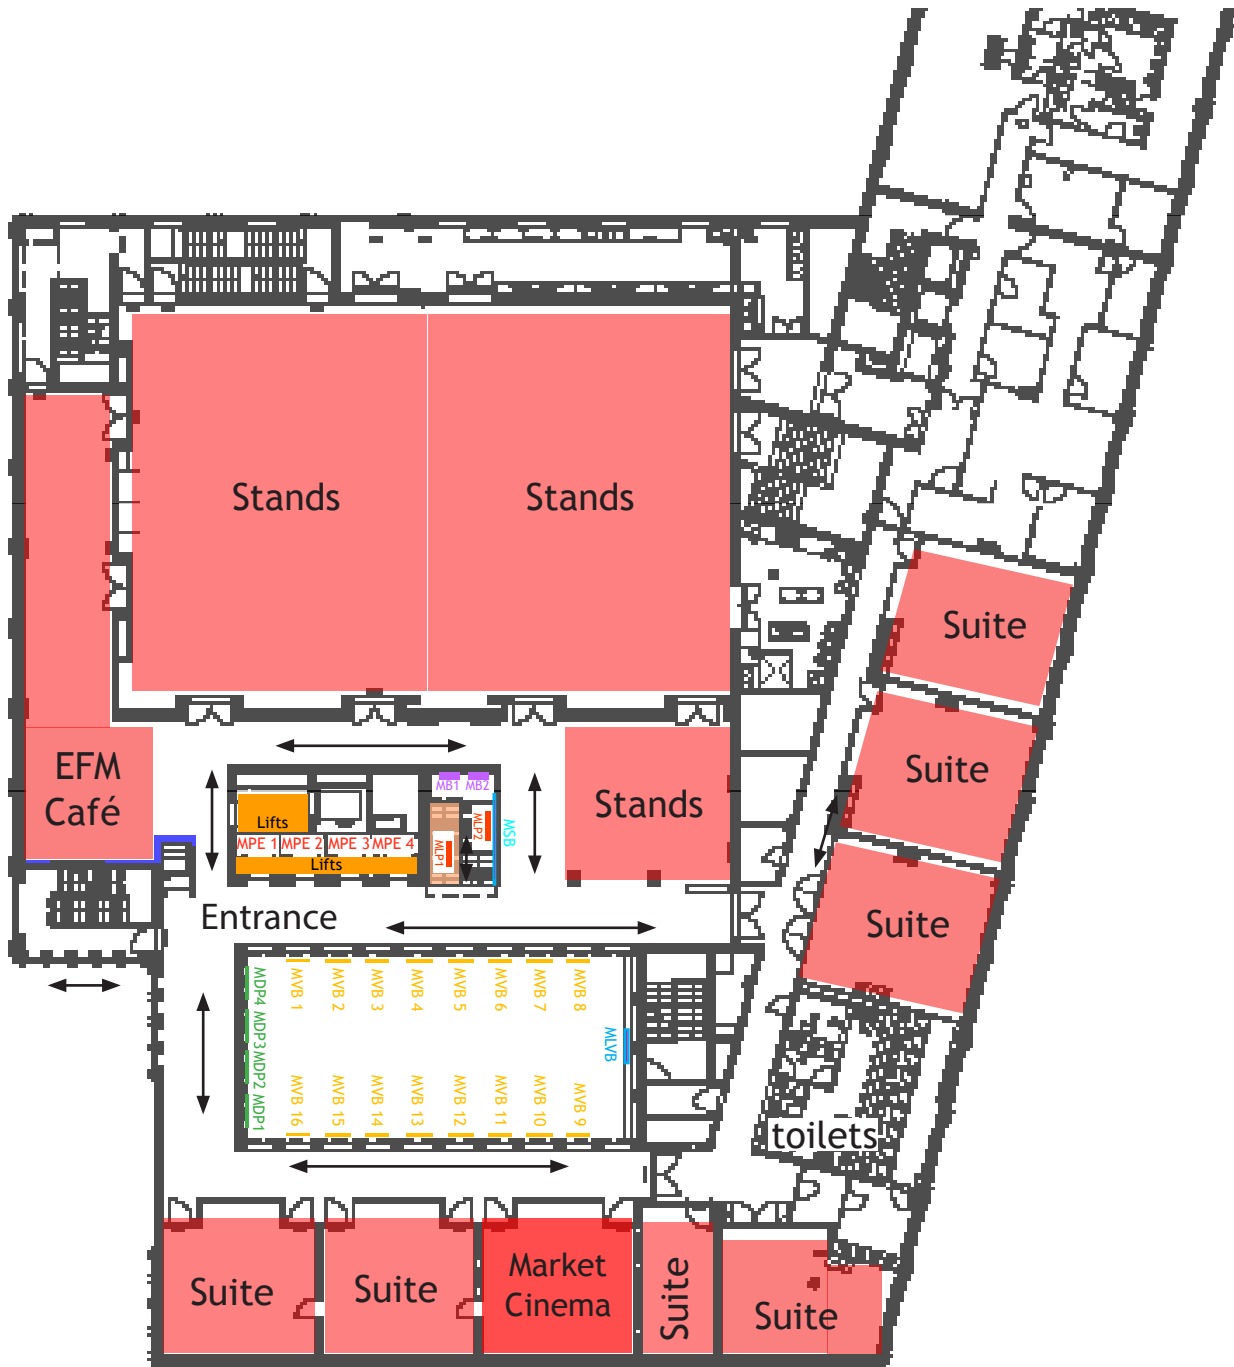 Stands
Stands
Suite
EFM
Café
Suite
MB1
MB2
Stands
Lifts
MLP2
MSB
MPE 1
MPE 2
MPE 3
MPE 4
MLP1
Lifts
Entrance
Suite
MDP4
MDP3
MDP2
MDP1
MVB 1
MVB 2
MVB 3
MVB 4
MVB 5
MVB 6
MVB 7
MVB 8
MLVB
MVB 16
MVB 15
MVB 14
MVB 13
MVB 12
MVB 11
MVB 10
MVB 9
toilets
Suite
Suite
Market
Cinema
Suite
Suite